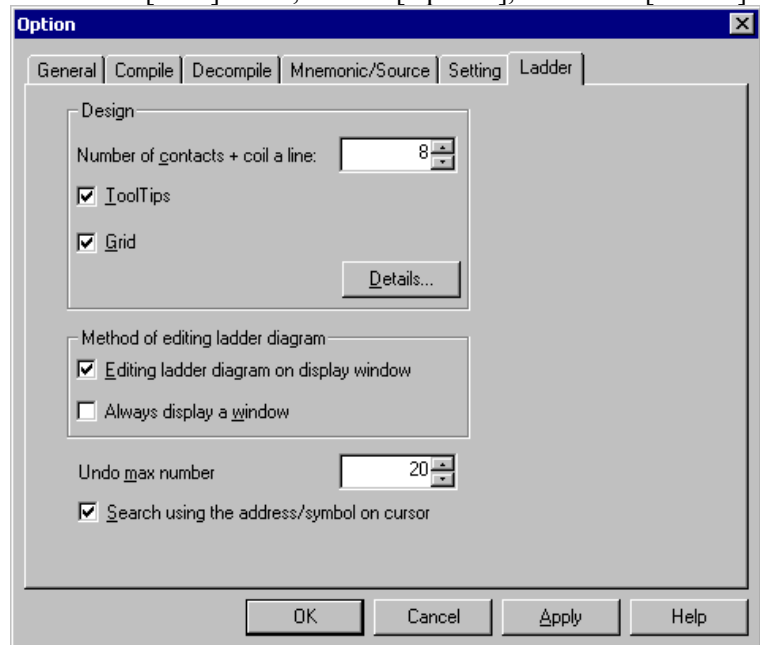 Option
General Compile Decompile Mnemonic/Source Setting Ladder
Design
Number of contacts + coil a line: 8
ToolTips
Grid
Details...
Method of editing ladder diagram
Editing ladder diagram on display window
Always display a window
Undo max number 20
Search using the address/symbol on cursor
OK Cancel Apply Help